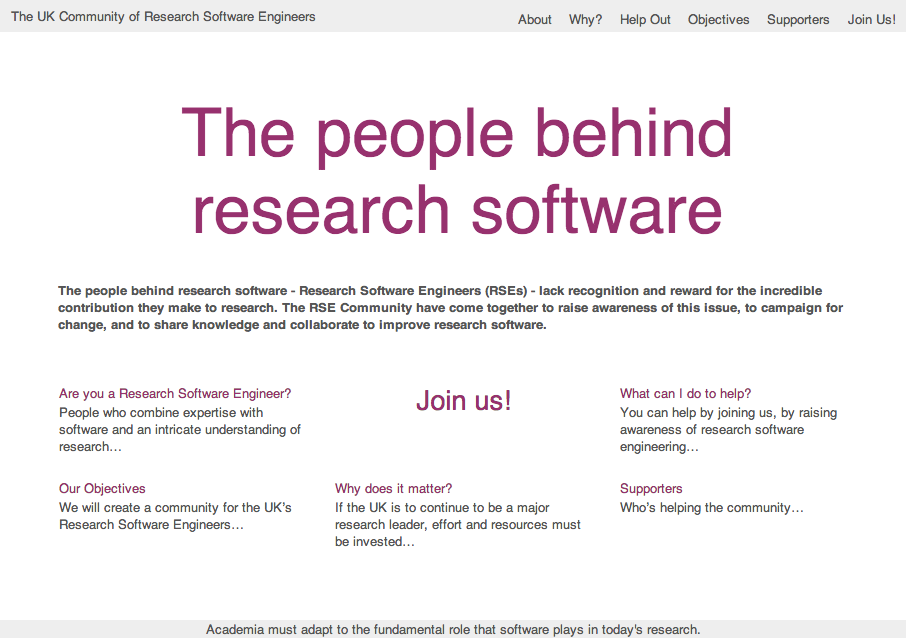 The UK Community of Research Software Engineers
About Why? Help Out Objectives Supporters Join Us!
The people behind
research software
The people behind research software - Research Software Engineers (RSEs) - lack recognition and reward for the incredible
contribution they make to research. The RSE Community have come together to raise awareness of this issue, to campaign for
change, and to share knowledge and collaborate to improve research software.
Are you a Research Software Engineer?
People who combine expertise with
software and an intricate understanding of
research…
Join us!
What can I do to help?
You can help by joining us, by raising
awareness of research software
engineering…
Our Objectives
We will create a community for the UK’s
Research Software Engineers…
Why does it matter?
If the UK is to continue to be a major
research leader, effort and resources must
be invested…
Supporters
Who’s helping the community…
Academia must adapt to the fundamental role that software plays in today's research.